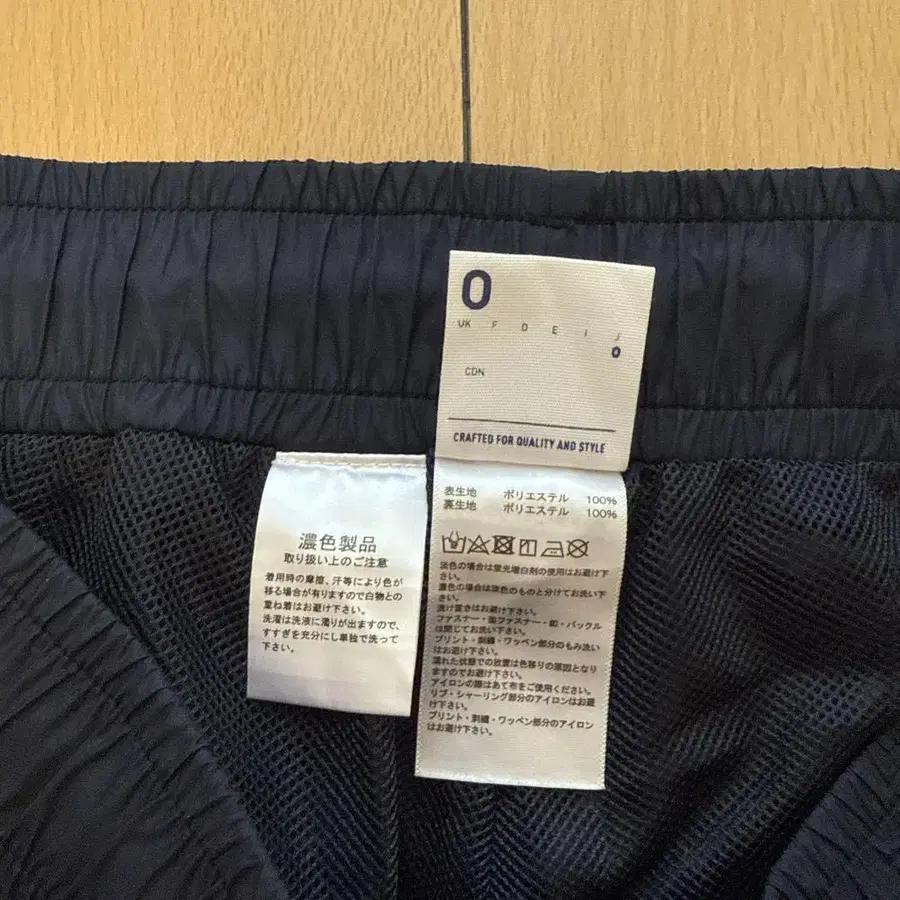 O
UK F D E I J
O
CDN
CRAFTED FOR QUALITY AND STYLE
表生地 ポリエステル 100%
裏生地 ポリエステル 100%
淡色の場合は蛍光増白剤の使用はお避け下さい。
濃色の場合は淡色のものと分けてお洗い下さい。
漬け置きはお避け下さい。
ファスナー・面ファスナー・釦・バックルは閉じてお洗い下さい。
プリント・刺繍・ワッペン部分のもみ洗いはお避け下さい。
濡れた状態での放置は色移りの原因となりますのでお避け下さい。
アイロンの際はあて布をご使用ください。
リブ・シャーリング部分のアイロンはお避け下さい。
プリント・刺繍・ワッペン部分のアイロンはお避け下さい。
濃色製品
取り扱い上のご注意
着用時の摩擦、汗等により色が
移る場合が有りますので白物との
重ね着はお避け下さい。
洗濯は洗液に濁りが出ますので、
すすぎを充分にし単独で洗って
下さい。